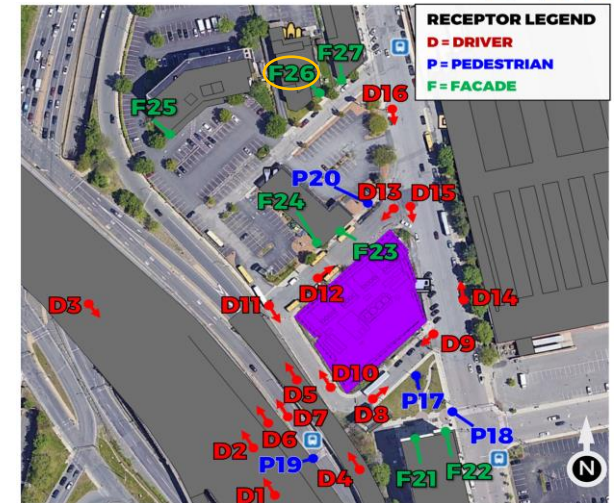 RECEPTOR LEGEND
D = DRIVER
P = PEDESTRIAN
F = FACADE
F27
F26
F25
D16
P20
D13
D15
F24
F23
D12
D3
D11
D14
D9
D10
D5
D8
P17
D7
D6
P18
D2
P19
D4
F21
F22
D1
N